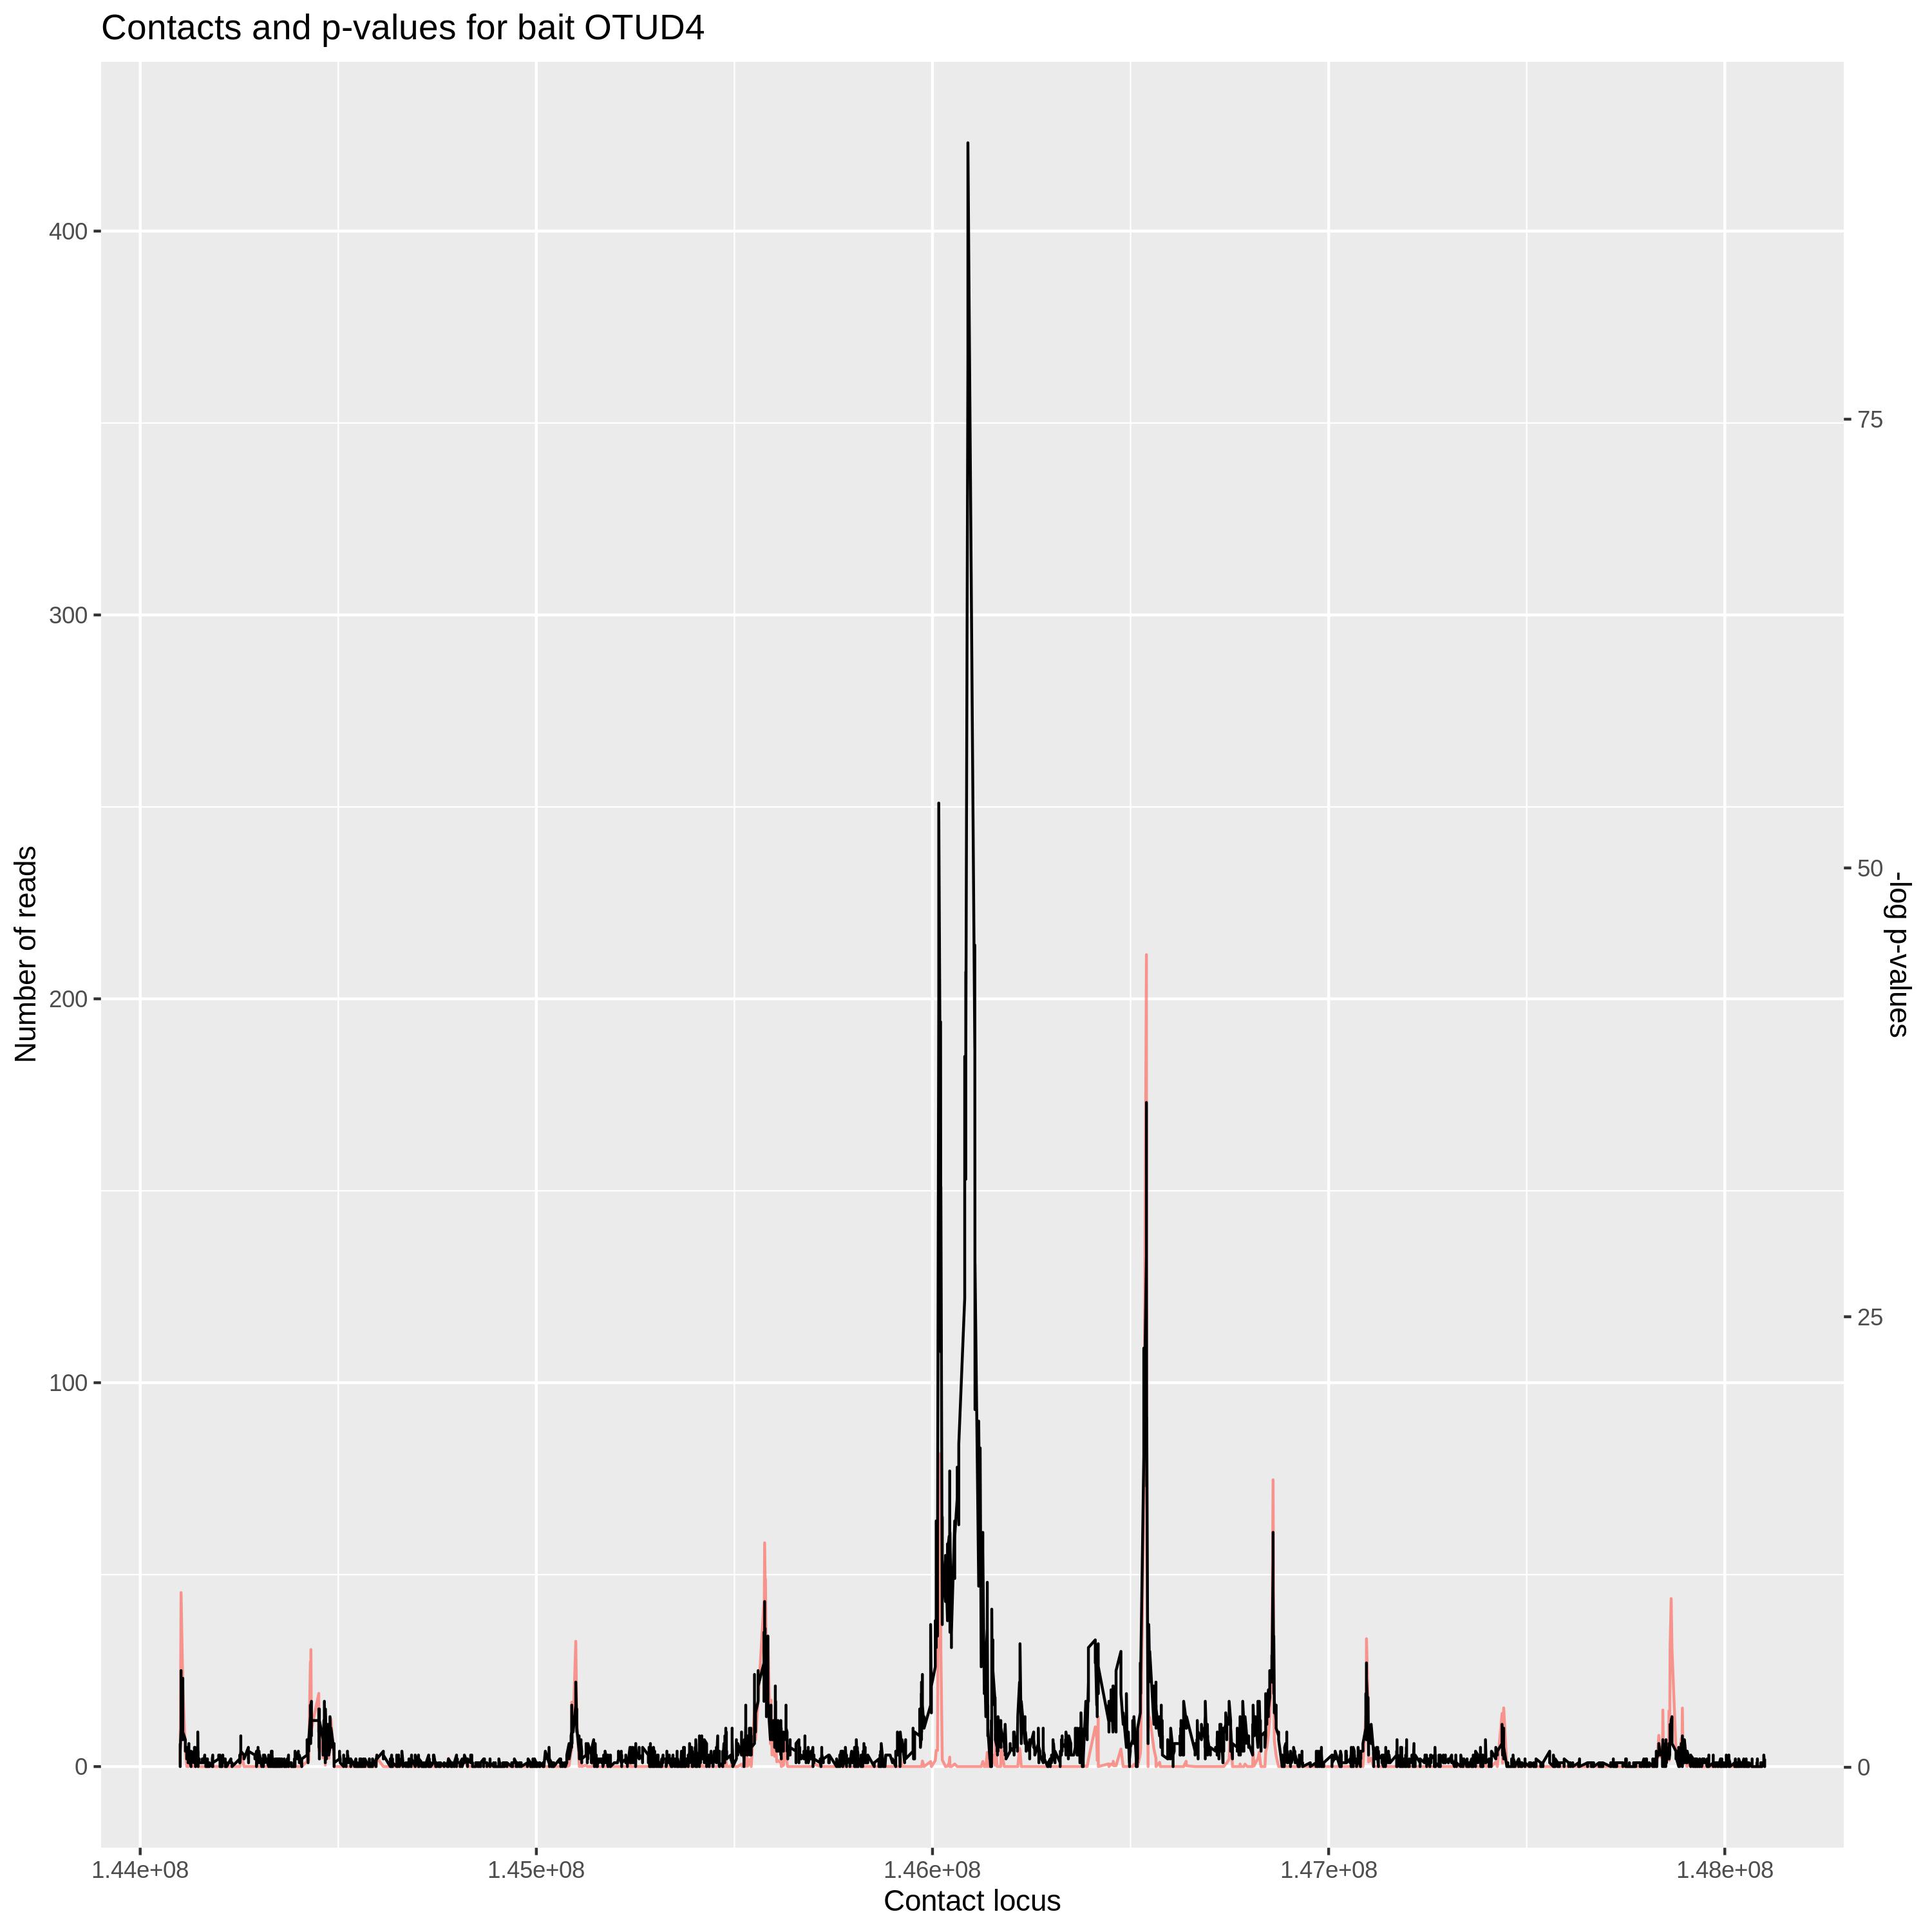 Contacts and p-values for bait OTUD4
400
300
200
100
0
Number of reads
75
50
25
0
-log p-values
1.44e+08 1.45e+08 1.46e+08 1.47e+08 1.48e+08
Contact locus